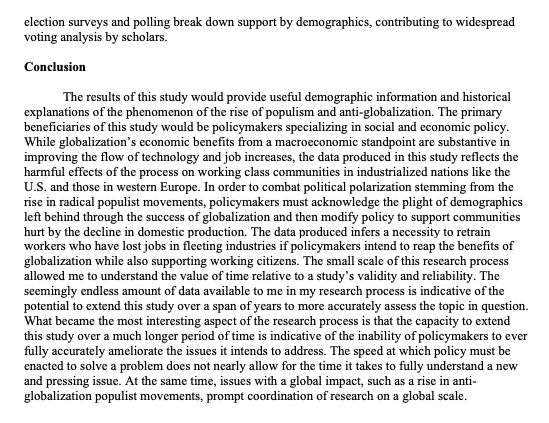 election surveys and polling break down support by demographics, contributing to widespread
voting analysis by scholars.
Conclusion
The results of this study would provide useful demographic information and historical
explanations of the phenomenon of the rise of populism and anti-globalization. The primary
beneficiaries of this study would be policymakers specializing in social and economic policy.
While globalization's economic benefits from a macroeconomic standpoint are substantive in
improving the flow of technology and job increases, the data produced in this study reflects the
harmful effects of the process on working class communities in industrialized nations like the
U.S. and those in western Europe. In order to combat political polarization stemming from the
rise in radical populist movements, policymakers must acknowledge the plight of demographics
left behind through the success of globalization and then modify policy to support communities
hurt by the decline in domestic production. The data produced infers a necessity to retrain
workers who have lost jobs in fleeting industries if policymakers intend to reap the benefits of
globalization while also supporting working citizens. The small scale of this research process
allowed me to understand the value of time relative to a study's validity and reliability. The
seemingly endless amount of data available to me in my research process is indicative of the
potential to extend this study over a span of years to more accurately assess the topic in question.
What became the most interesting aspect of the research process is that the capacity to extend
this study over a much longer period of time is indicative of the inability of policymakers to ever
fully accurately ameliorate the issues it intends to address. The speed at which policy must be
enacted to solve a problem does not nearly allow for the time it takes to fully understand a new
and pressing issue. At the same time, issues with a global impact, such as a rise in anti-
globalization populist movements, prompt coordination of research on a global scale.